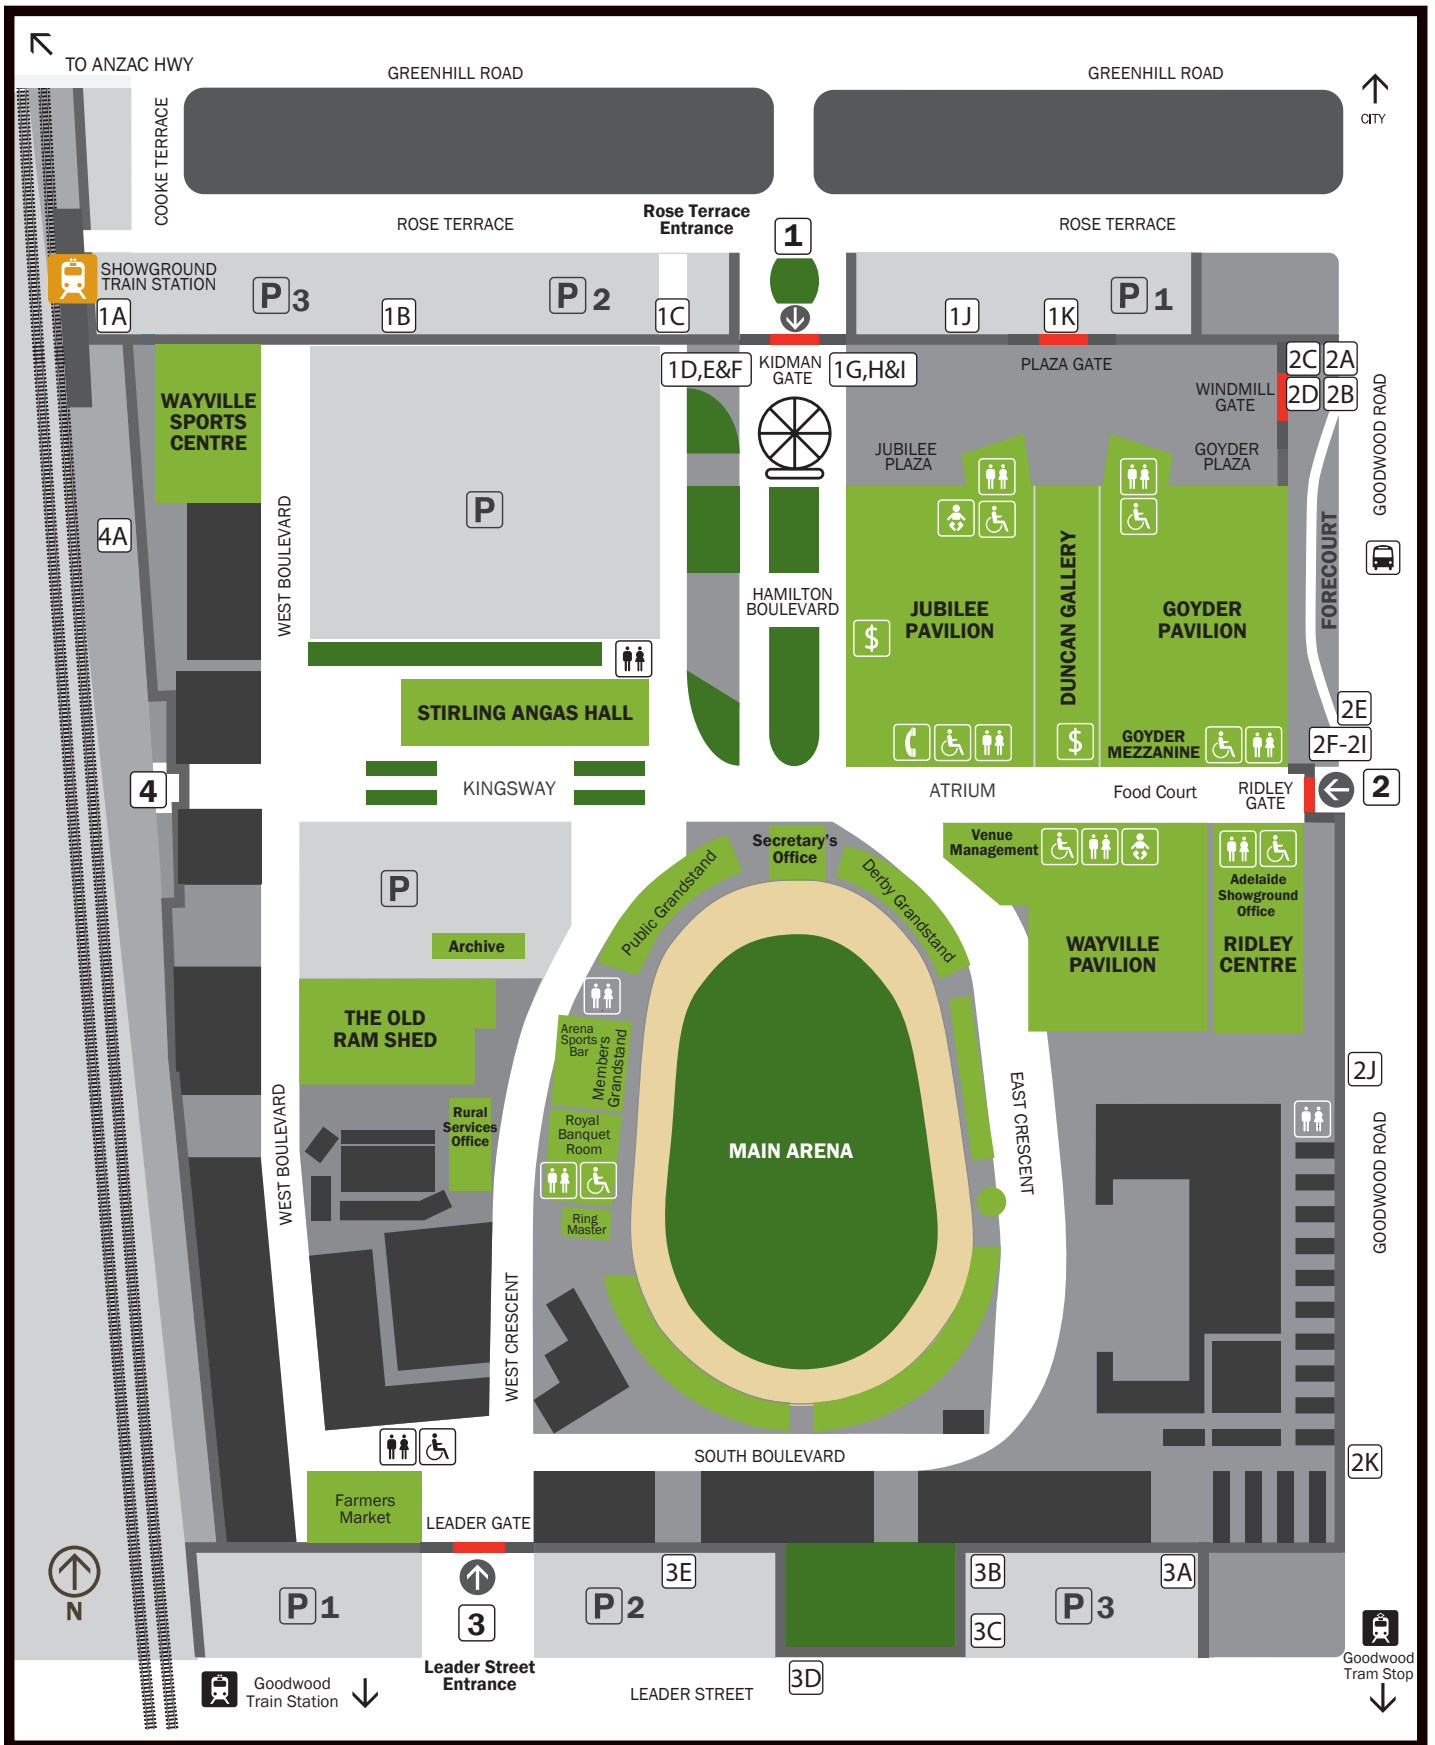 TO ANZAC HWY
GREENHILL ROAD
GREENHILL ROAD
CITY
COOKE TERRACE
ROSE TERRACE
Rose Terrace
Entrance
1
ROSE TERRACE
SHOWGROUND
TRAIN STATION
P3
P2
P1
1A
1B
1C
1J
1K
1D,E&F
KIDMAN
GATE
1G,H&I
PLAZA GATE
2C
2A
WINDMILL
GATE
2D
2B
WAYVILLE
SPORTS
CENTRE
JUBILEE
PLAZA
GOYDER
PLAZA
GOODWOOD ROAD
P
4A
WEST BOULEVARD
HAMILTON
BOULEVARD
JUBILEE
PAVILION
DUNCAN GALLERY
GOYDER
PAVILION
FORECOURT
$
STIRLING ANGAS HALL
$
GOYDER
MEZZANINE
2E
2F-2I
4
KINGSWAY
ATRIUM
Food Court
RIDLEY
GATE
2
Secretary's
Office
Venue
Management
Public Grandstand
Derby Grandstand
P
Archive
Adelaide
Showground
Office
WAYVILLE
PAVILION
RIDLEY
CENTRE
THE OLD
RAM SHED
Arena
Sports
Bar
Members
Grandstand
2J
EAST CRESCENT
WEST BOULEVARD
Rural
Services
Office
Royal
Banquet
Room
MAIN ARENA
GOODWOOD ROAD
Ring
Master
WEST CRESCENT
SOUTH BOULEVARD
2K
Farmers
Market
LEADER GATE
N
P1
3
P2
3E
3B
3C
P3
3A
Leader Street
Entrance
3D
LEADER STREET
Goodwood
Train Station
Goodwood
Tram Stop